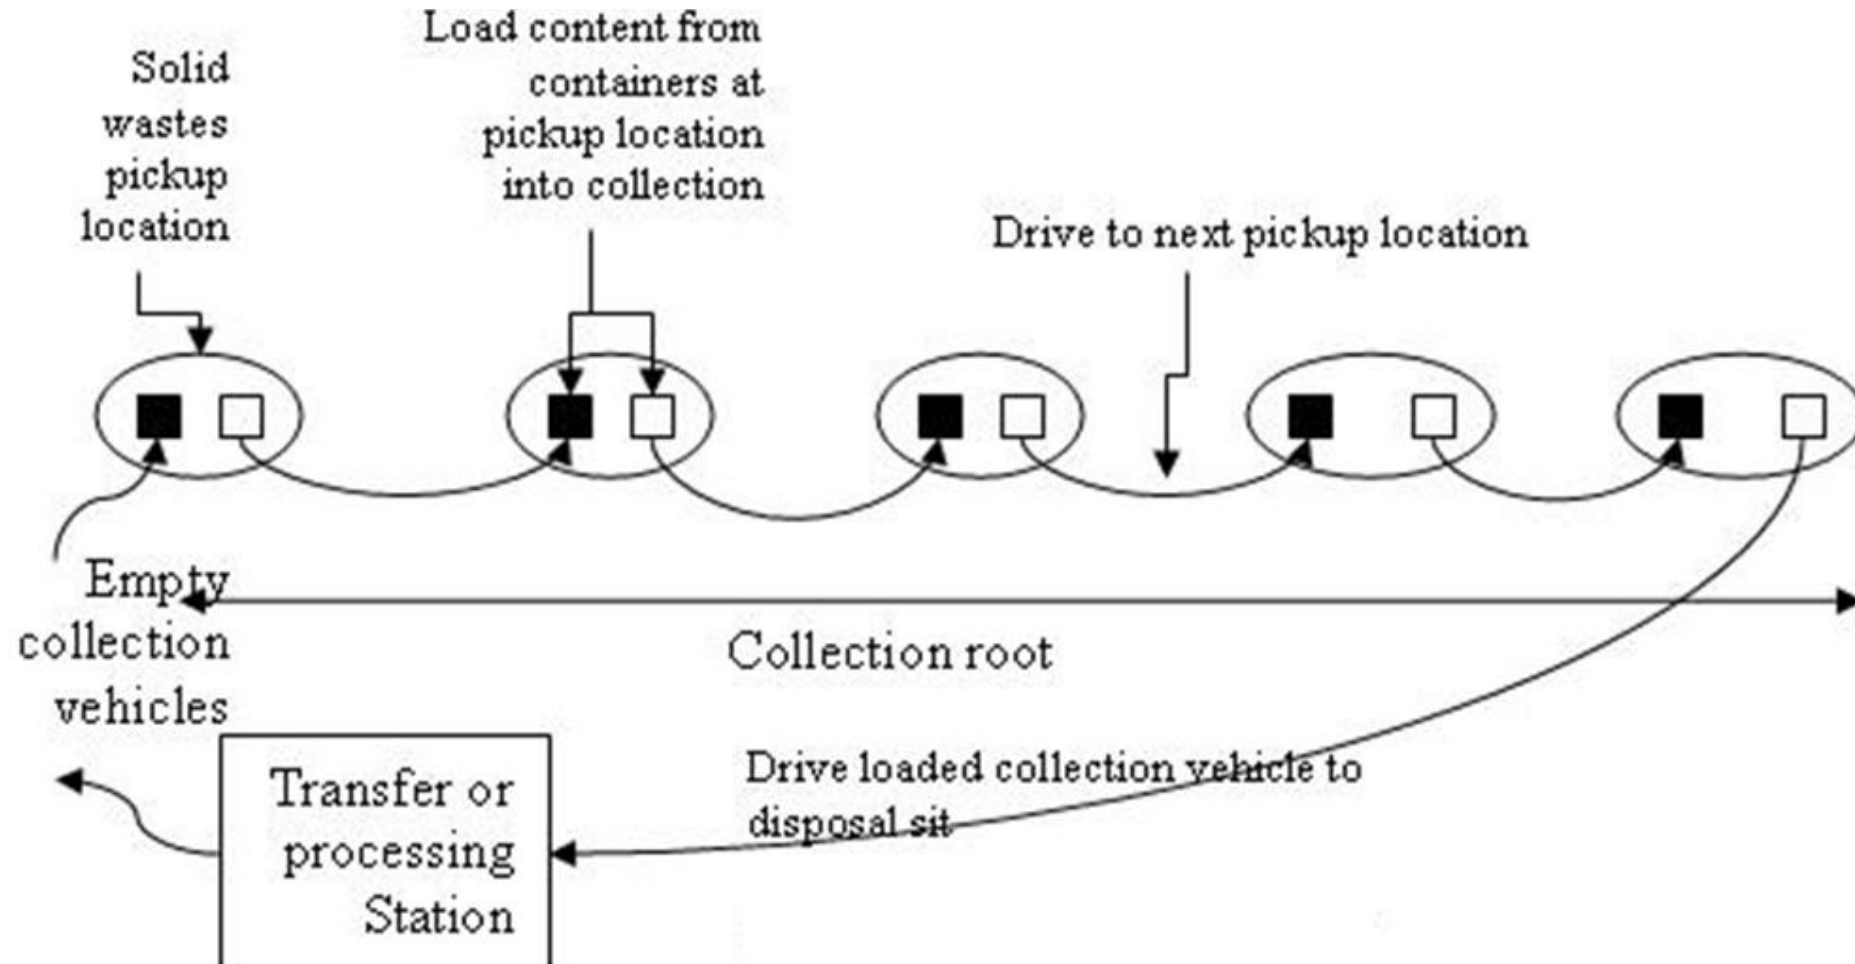 Solid
wastes
pickup
location
Load content from
containers at
pickup location
into collection
Drive to next pickup location
Empty
collection
vehicles
Collection root
Drive loaded collection vehicle to
disposal sit
Transfer or
processing
Station